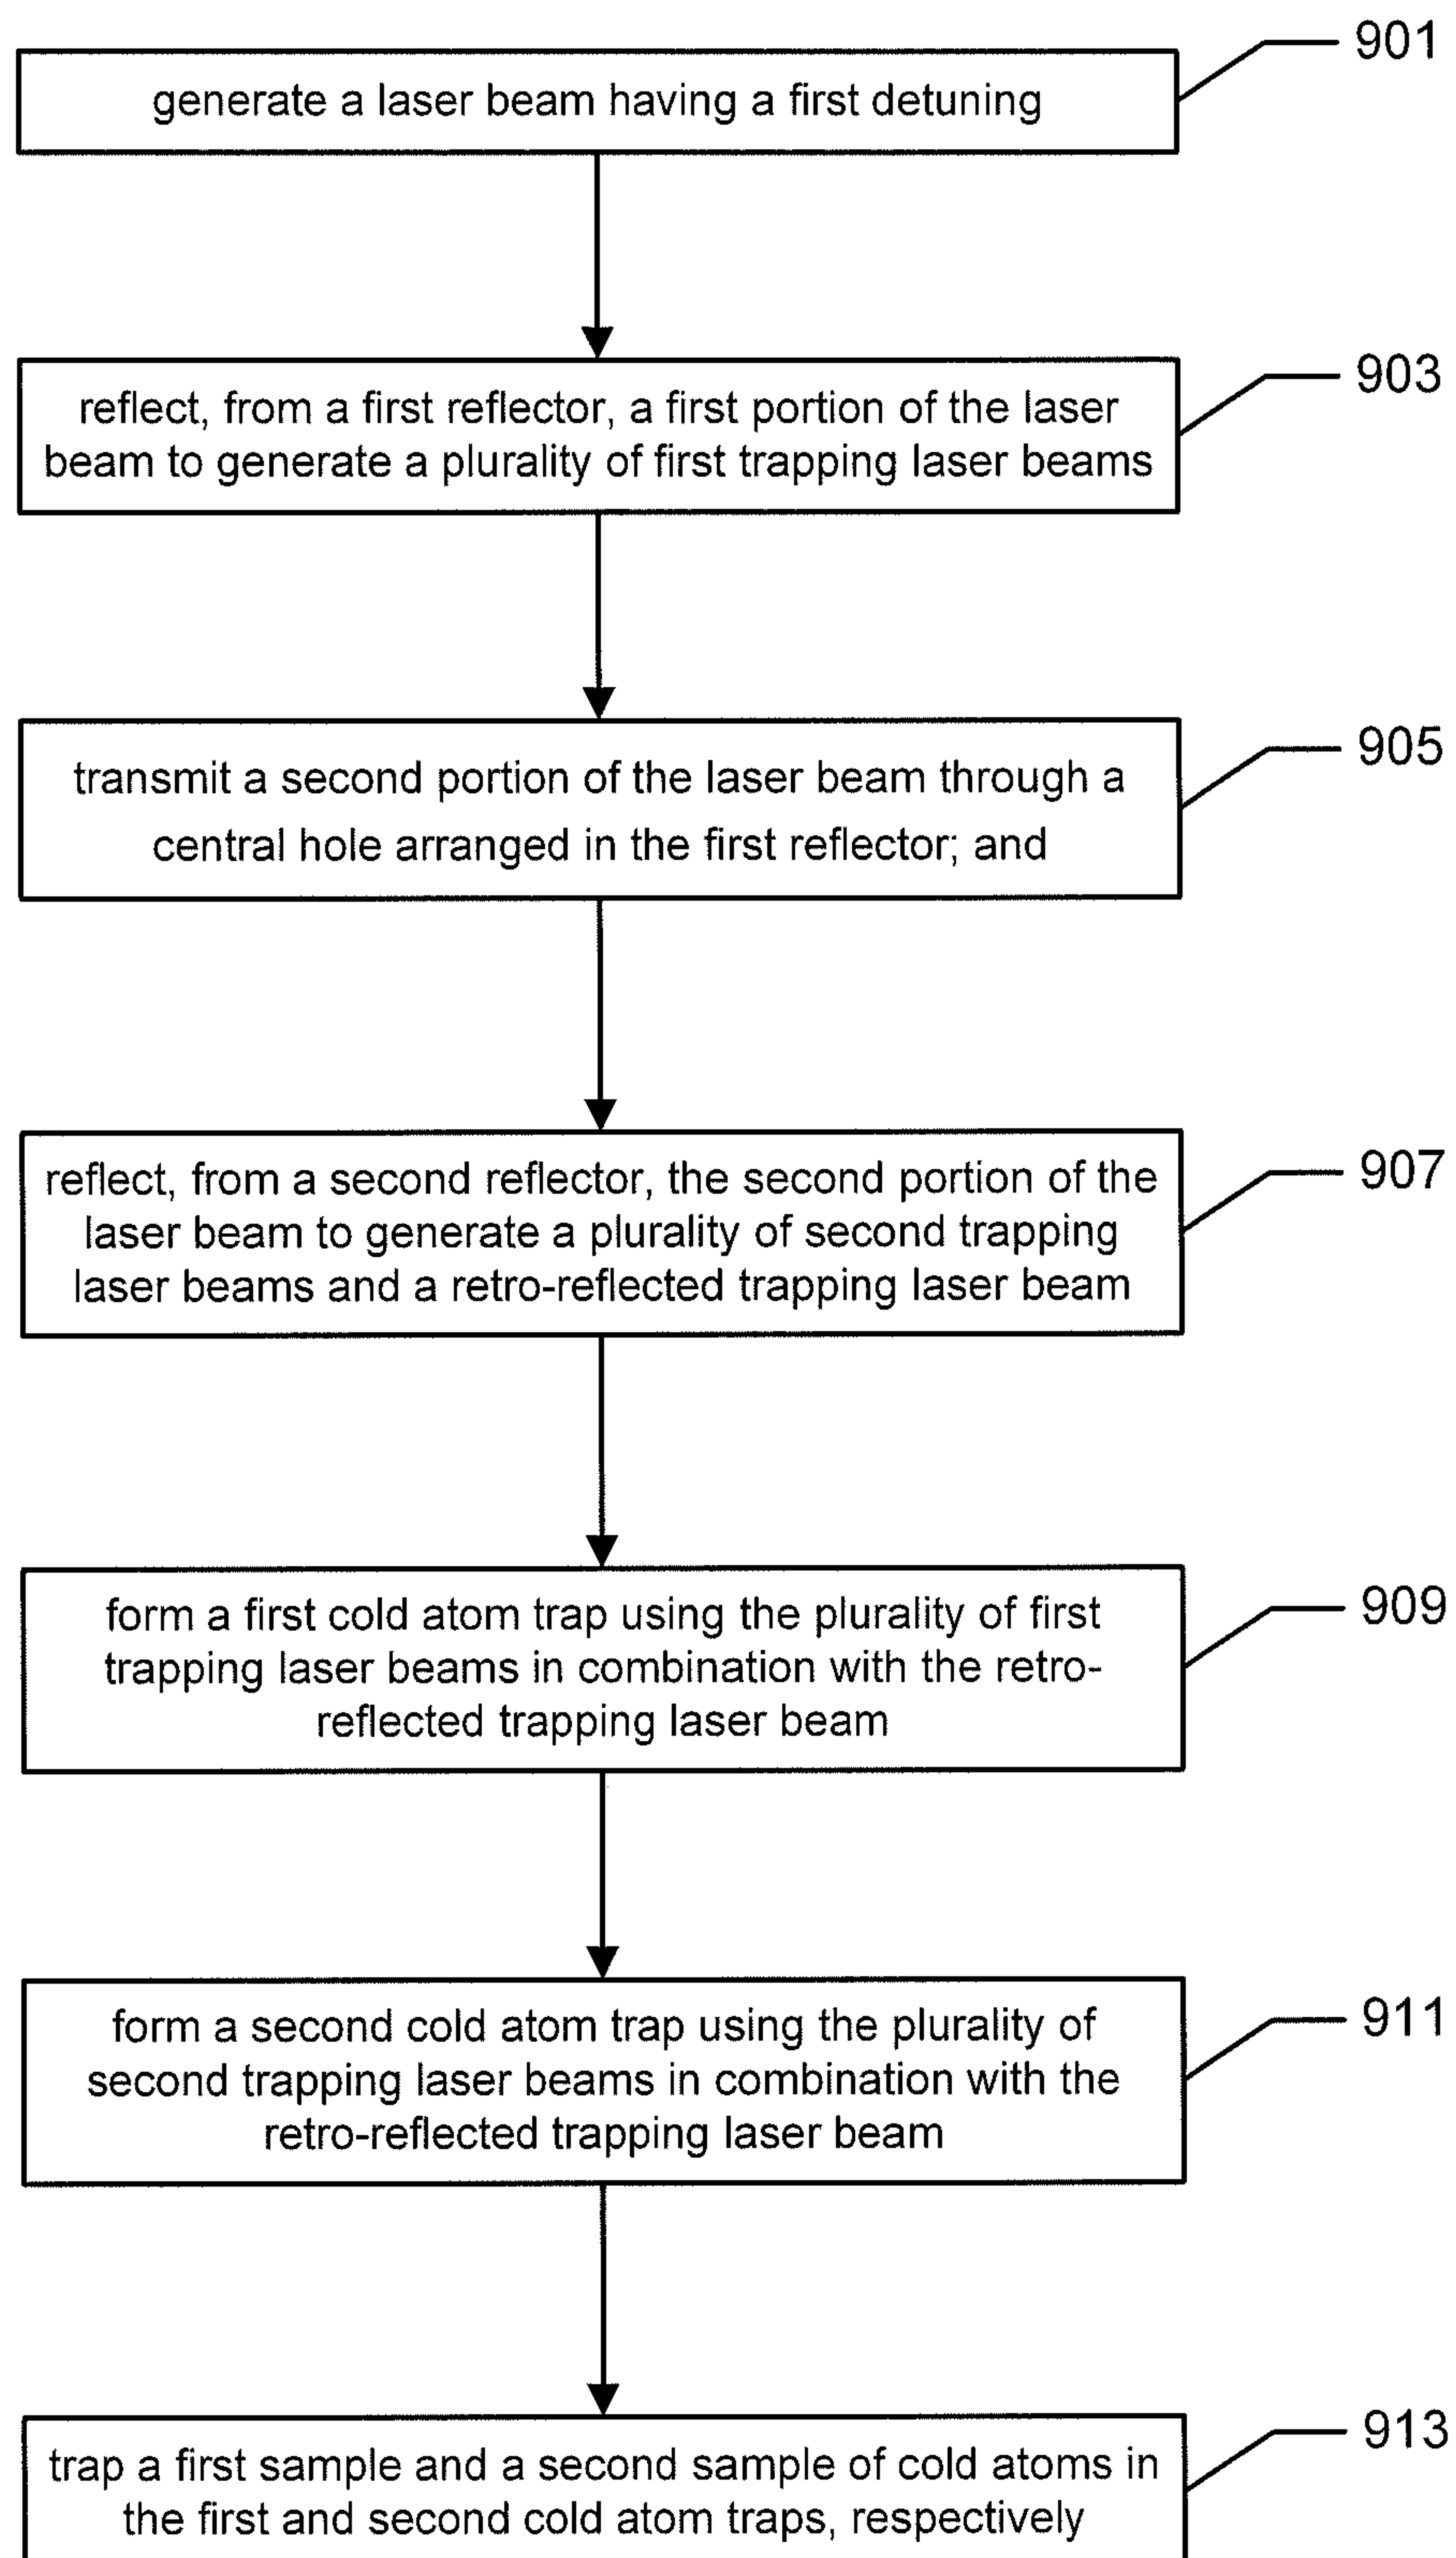 901
generate a laser beam having a first detuning
903
reflect, from a first reflector, a first portion of the laser
beam to generate a plurality of first trapping laser beams
905
transmit a second portion of the laser beam through a
central hole arranged in the first reflector; and
907
reflect, from a second reflector, the second portion of the
laser beam to generate a plurality of second trapping
laser beams and a retro-reflected trapping laser beam
909
form a first cold atom trap using the plurality of first
trapping laser beams in combination with the retro-
reflected trapping laser beam
911
form a second cold atom trap using the plurality of
second trapping laser beams in combination with the
retro-reflected trapping laser beam
913
trap a first sample and a second sample of cold atoms in
the first and second cold atom traps, respectively